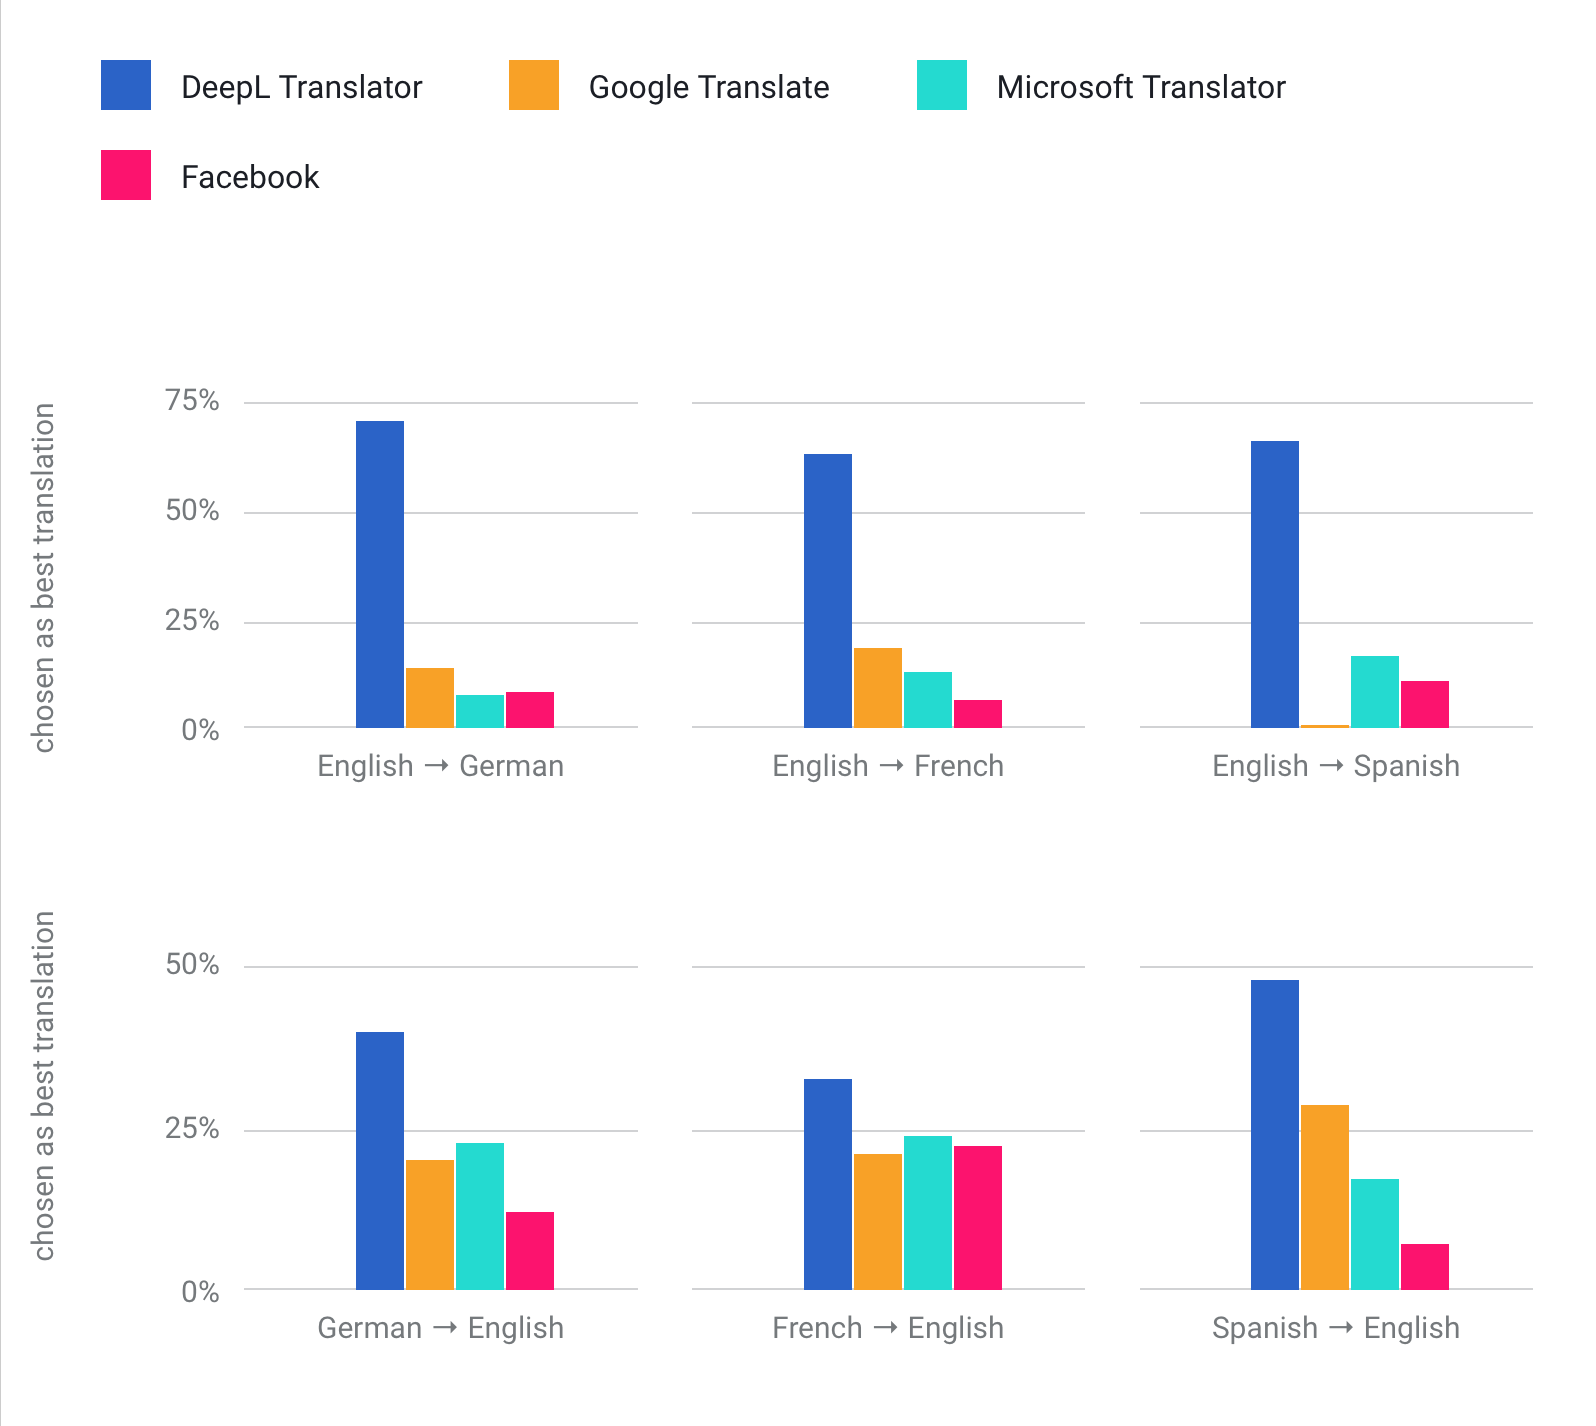 DeepL Translator
Google Translate
Microsoft Translator
Facebook
chosen as best translation
75%
50%
25%
0%
English → German
English → French
English → Spanish
chosen as best translation
50%
25%
0%
German → English
French → English
Spanish → English